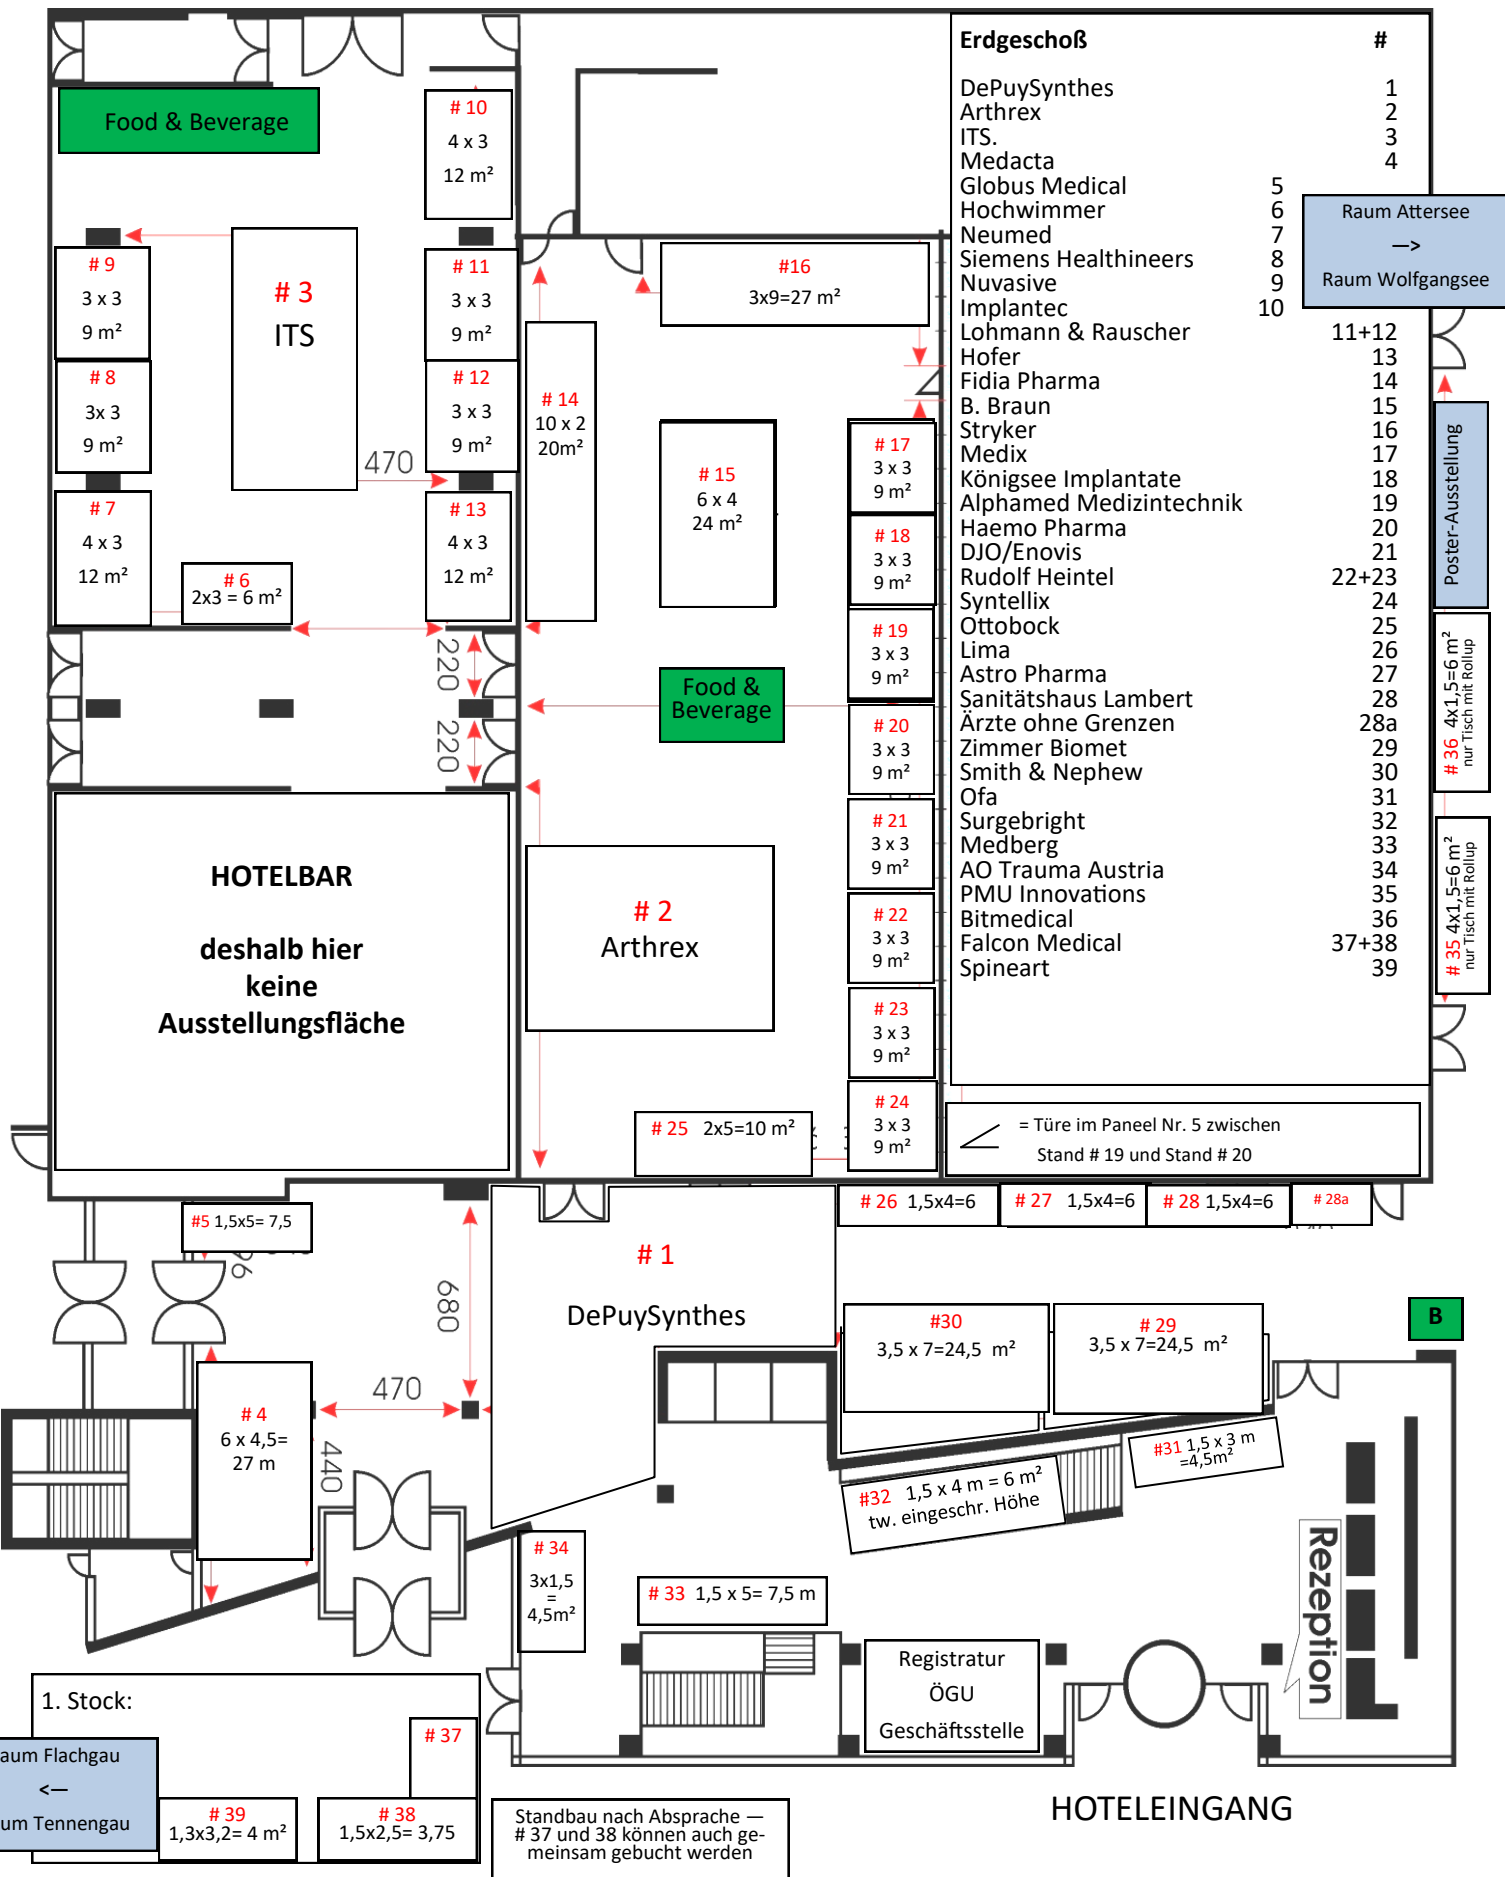 Erdgeschoß #
DePuySynthes 1
Arthrex 2
ITS. 3
Medacta 4
Globus Medical 5
Hochwimmer 6
Neumed 7
Siemens Healthineers 8
Nuvasive 9
Implantec 10
Lohmann & Rauscher 11+12
Hofer 13
Fidia Pharma 14
B. Braun 15
Stryker 16
Medix 17
Königsee Implantate 18
Alphamed Medizintechnik 19
Haemo Pharma 20
DJO/Enovis 21
Rudolf Heintel 22+23
Syntellix 24
Ottobock 25
Lima 26
Astro Pharma 27
Sanitätshaus Lambert 28
Ärzte ohne Grenzen 28a
Zimmer Biomet 29
Smith & Nephew 30
Ofa 31
Surgebright 32
Medberg 33
AO Trauma Austria 34
PMU Innovations 35
Bitmedical 36
Falcon Medical 37+38
Spineart 39
Raum Attersee
—>
Raum Wolfgangsee
Poster-Ausstellung
# 36 4x1,5=6 m²
nur Tisch mit Rollup
# 35 4x1,5=6 m²
nur Tisch mit Rollup
= Türe im Paneel Nr. 5 zwischen
Stand # 19 und Stand # 20
Food & Beverage
# 10
4 x 3
12 m²
# 9
3 x 3
9 m²
# 3
ITS
# 11
3 x 3
9 m²
# 8
3x 3
9 m²
# 12
3 x 3
9 m²
470
# 7
4 x 3
12 m²
# 6
2x3 = 6 m²
# 13
4 x 3
12 m²
220
220
#16
3x9=27 m²
# 14
10 x 2
20m²
# 15
6 x 4
24 m²
# 17
3 x 3
9 m²
# 18
3 x 3
9 m²
# 19
3 x 3
9 m²
Food &
Beverage
# 20
3 x 3
9 m²
# 21
3 x 3
9 m²
# 2
Arthrex
# 22
3 x 3
9 m²
# 23
3 x 3
9 m²
# 24
3 x 3
9 m²
# 25 2x5=10 m²
HOTELBAR
deshalb hier
keine
Ausstellungsfläche
#5 1,5x5= 7,5
680
# 1
DePuySynthes
# 26 1,5x4=6
# 27 1,5x4=6
# 28 1,5x4=6
# 28a
#30
3,5 x 7=24,5 m²
# 29
3,5 x 7=24,5 m²
B
# 4
6 x 4,5=
27 m
470
440
#31 1,5 x 3 m
=4,5m²
#32 1,5 x 4 m = 6 m²
tw. eingeschr. Höhe
# 34
3x1,5
=
4,5m²
# 33 1,5 x 5= 7,5 m
Rezeption
Registratur
ÖGU
Geschäftsstelle
HOTELEINGANG
1. Stock:
aum Flachgau
<—
um Tennengau
# 37
# 39
1,3x3,2= 4 m²
# 38
1,5x2,5= 3,75
Standbau nach Absprache —
# 37 und 38 können auch ge-
meinsam gebucht werden